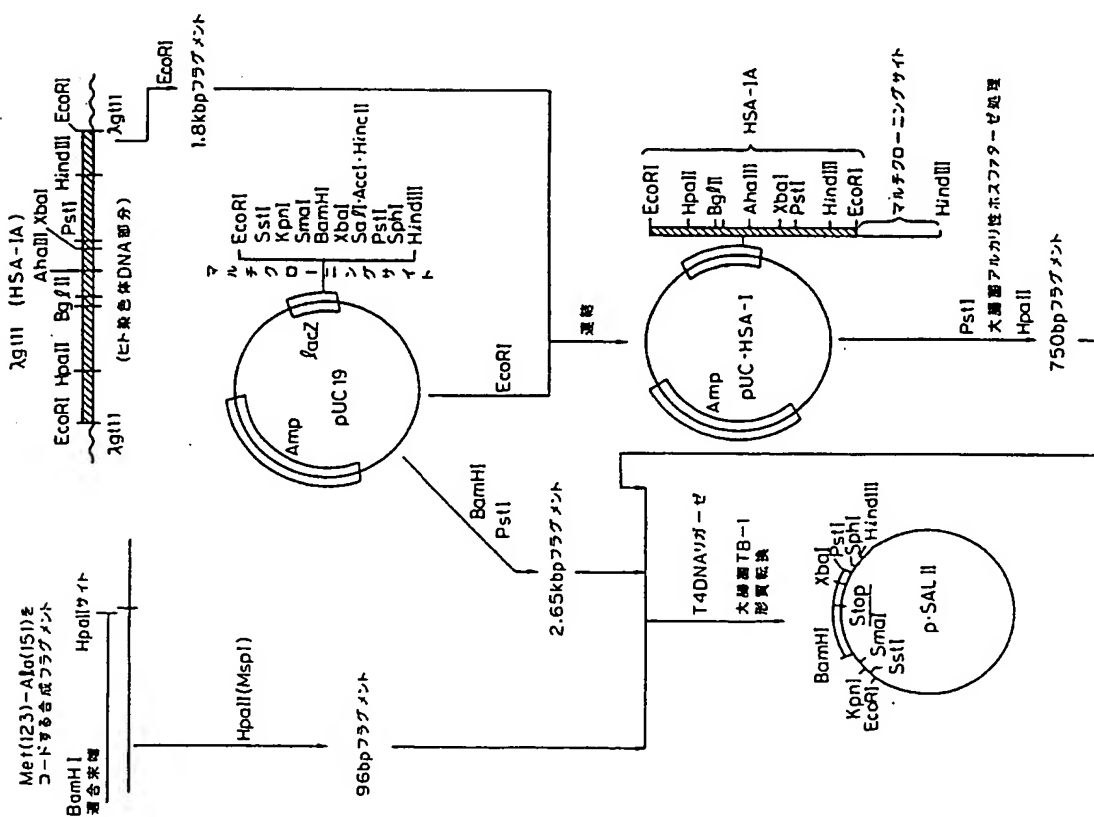 λgt11 (HSA-1A)
EcoRI HpaII BglII AhaIII XbaI PstI HindIII EcoRI
λgt11
(ヒト染色体DNA部分)
λgt11
EcoRI
1.8kbpフラグメント
Met(123)-Ala(151)を
コードする合成フラグメント
BamHI
適合末端
HpaIIサイト
HpaII(MspI)
96bpフラグメント
Amp
pUC19
lacZ
マルチクローニングサイト
EcoRI
SstI
KpnI
SmaI
BamHI
XbaI
SalI・AccI・HincII
PstI
SphI
HindIII
BamHI
PstI
2.65kbpフラグメント
EcoRI
連結
Amp
pUC-HSA-I
EcoRI
HpaII
BglII
AhaIII
XbaI
PstI
HindIII
EcoRI
HSA-1A
マルチクローニングサイト
HindIII
PstI
大腸菌アルカリ性ホスファターゼ処理
HpaII
750bpフラグメント
T4DNAリガーゼ
大腸菌TB-1
形質転換
BamHI
XbaI
PstI
SphI
HindIII
Stop
SmaI
SstI
KpnI
EcoRI
p・SAL II